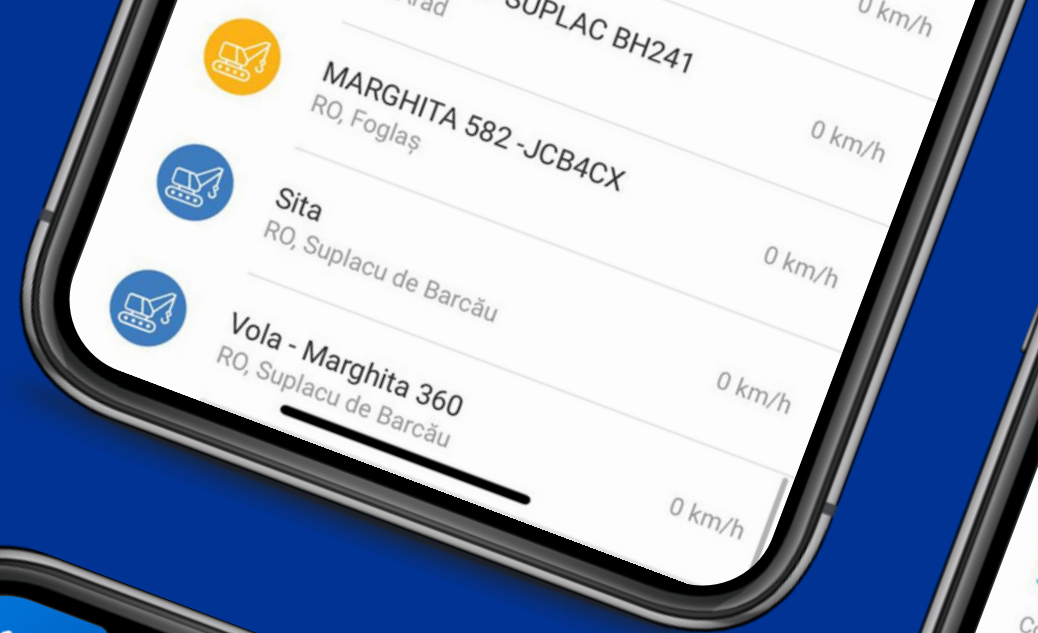 SUPLAC BH241
0 km/h
0 km/h
MARGHITA 582 -JCB4CX
RO, Foglaș
0 km/h
Sita
RO, Suplacu de Barcău
0 km/h
Vola - Marghita 360
RO, Suplacu de Barcău
0 km/h